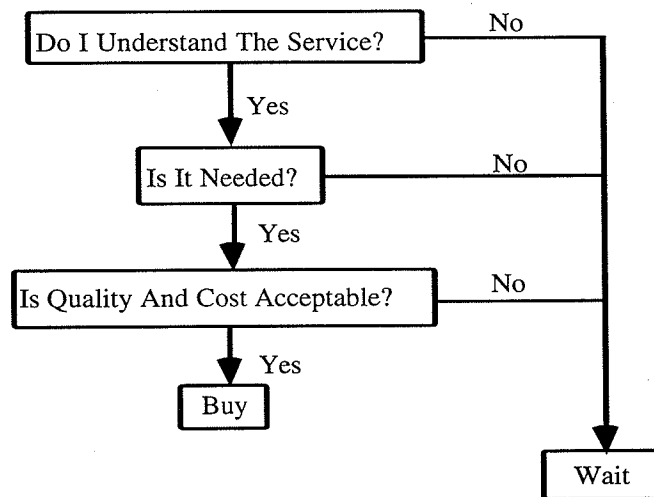 Do I Understand The Service?
No
Yes
Is It Needed?
No
Yes
Is Quality And Cost Acceptable?
No
Yes
Buy
Wait